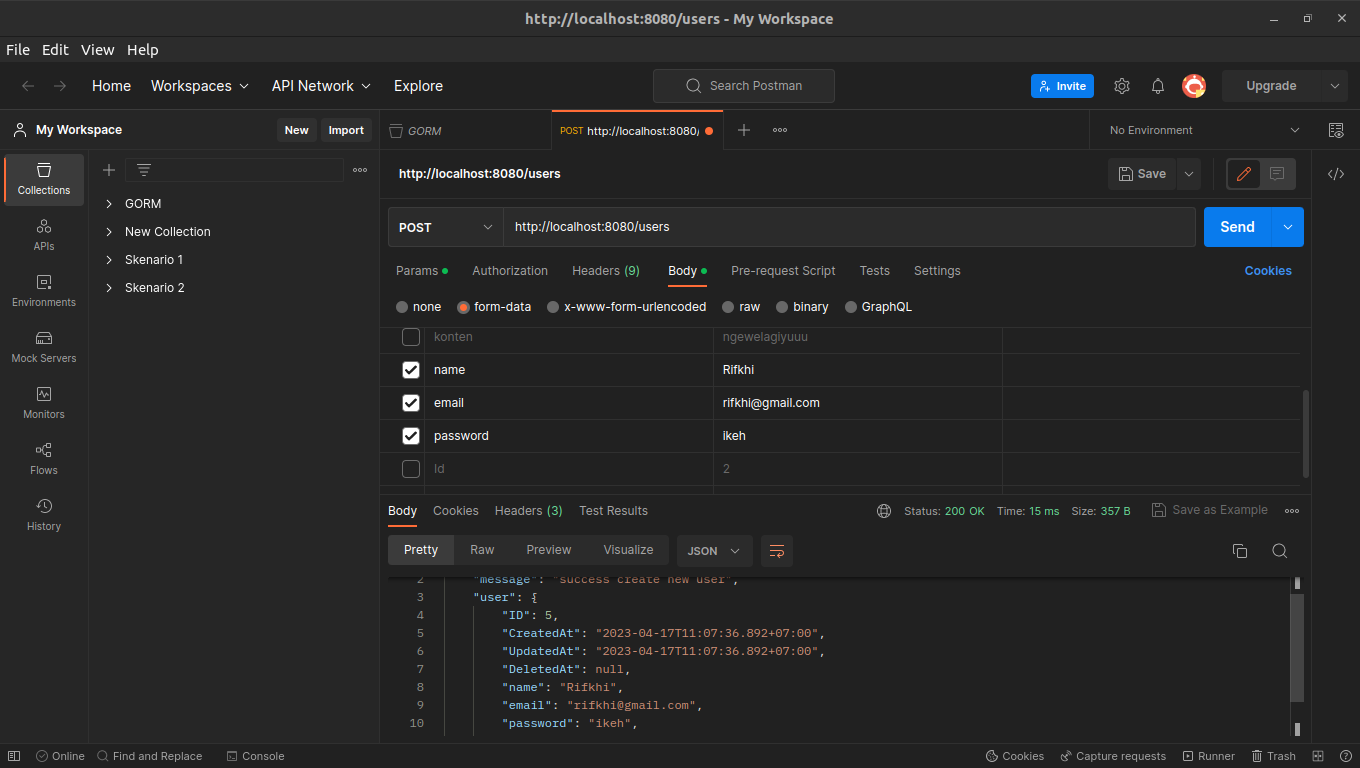 http://localhost:8080/users - My Workspace
File Edit View Help
Home Workspaces API Network Explore Search Postman Invite Upgrade
My Workspace New Import GORM POST http://localhost:8080/ No Environment
Collections
APIs
Environments
Mock Servers
Monitors
Flows
History
GORM
New Collection
Skenario 1
Skenario 2
http://localhost:8080/users Save
POST http://localhost:8080/users Send
Params Authorization Headers (9) Body Pre-request Script Tests Settings Cookies
none form-data x-www-form-urlencoded raw binary GraphQL
konten ngewelagiyuuu
name Rifkhi
email rifkhi@gmail.com
password ikeh
Id 2
Body Cookies Headers (3) Test Results Status: 200 OK Time: 15 ms Size: 357 B Save as Example
Pretty Raw Preview Visualize JSON
2 "message": "success create new user",
3 "user": {
4 "ID": 5,
5 "CreatedAt": "2023-04-17T11:07:36.892+07:00",
6 "UpdatedAt": "2023-04-17T11:07:36.892+07:00",
7 "DeletedAt": null,
8 "name": "Rifkhi",
9 "email": "rifkhi@gmail.com",
10 "password": "ikeh",
Online Find and Replace Console Cookies Capture requests Runner Trash